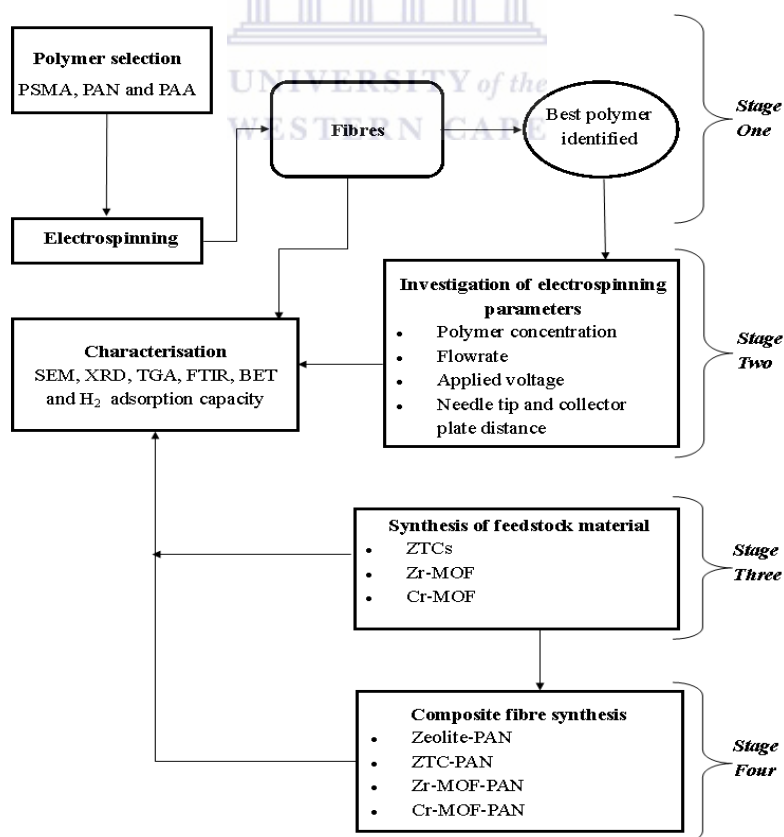 UNIVERSITY of the
WESTERN CAPE
Polymer selection
PSMA, PAN and PAA
Fibres
Best polymer
identified
Stage
One
Electrospinning
Investigation of electrospinning
parameters
• Polymer concentration
• Flowrate
• Applied voltage
• Needle tip and collector
plate distance
Stage
Two
Characterisation
SEM, XRD, TGA, FTIR, BET
and H₂ adsorption capacity
Synthesis of feedstock material
• ZTCs
• Zr-MOF
• Cr-MOF
Stage
Three
Composite fibre synthesis
• Zeolite-PAN
• ZTC-PAN
• Zr-MOF-PAN
• Cr-MOF-PAN
Stage
Four